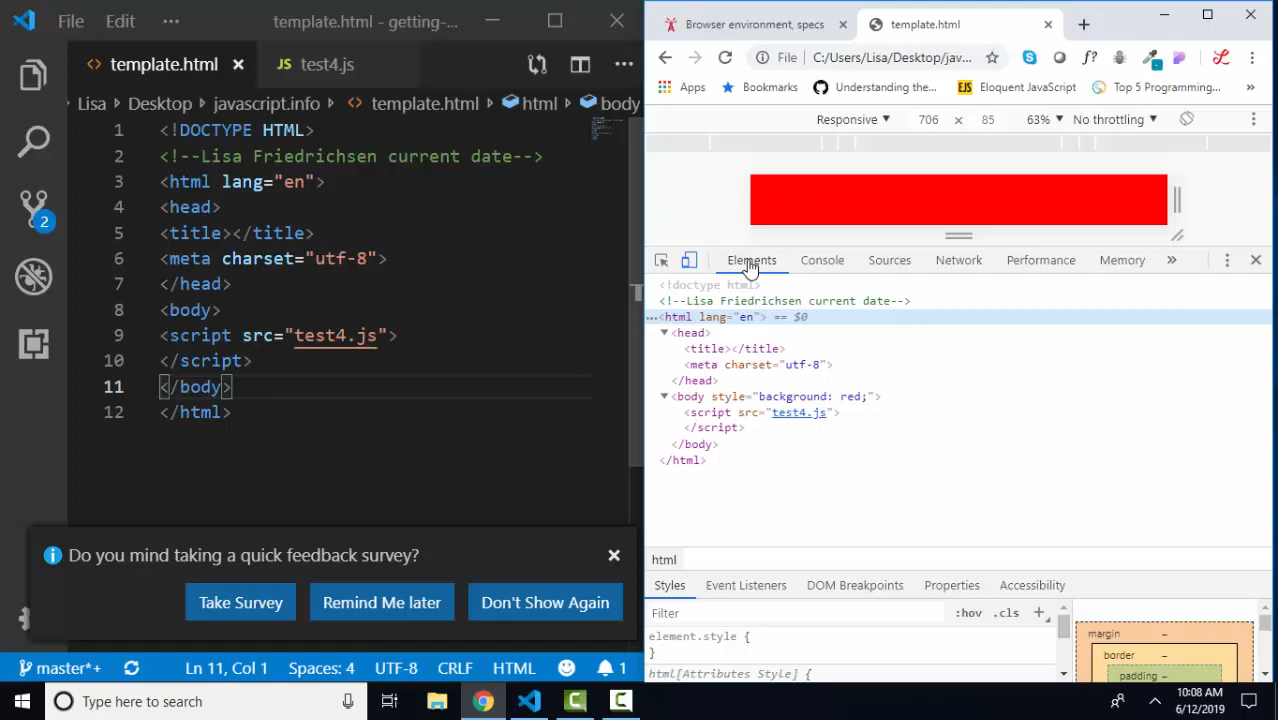 File Edit ··· template.html - getting-...
template.html × JS test4.js
Lisa > Desktop > javascript.info > template.html > html > body
1 <!DOCTYPE HTML>
2 <!--Lisa Friedrichsen current date-->
3 <html lang="en">
4 <head>
5 <title></title>
6 <meta charset="utf-8">
7 </head>
8 <body>
9 <script src="test4.js">
10 </script>
11 </body>
12 </html>
2
Do you mind taking a quick feedback survey?
Take Survey Remind Me later Don't Show Again
master*+ Ln 11, Col 1 Spaces: 4 UTF-8 CRLF HTML 1
Browser environment, specs × template.html ×
File C:/Users/Lisa/Desktop/jav... f?
Apps Bookmarks Understanding the... EJS Eloquent JavaScript Top 5 Programming... »
Responsive 706 × 85 63% No throttling
Elements Console Sources Network Performance Memory »
<!doctype html>
<!--Lisa Friedrichsen current date-->
...<html lang="en"> == $0
<head>
<title></title>
<meta charset="utf-8">
</head>
<body style="background: red;">
<script src="test4.js">
</script>
</body>
</html>
html
Styles Event Listeners DOM Breakpoints Properties Accessibility
Filter :hov .cls +
element.style {
}
html[Attributes Style] {
margin –
border –
padding –
Type here to search
10:08 AM
6/12/2019